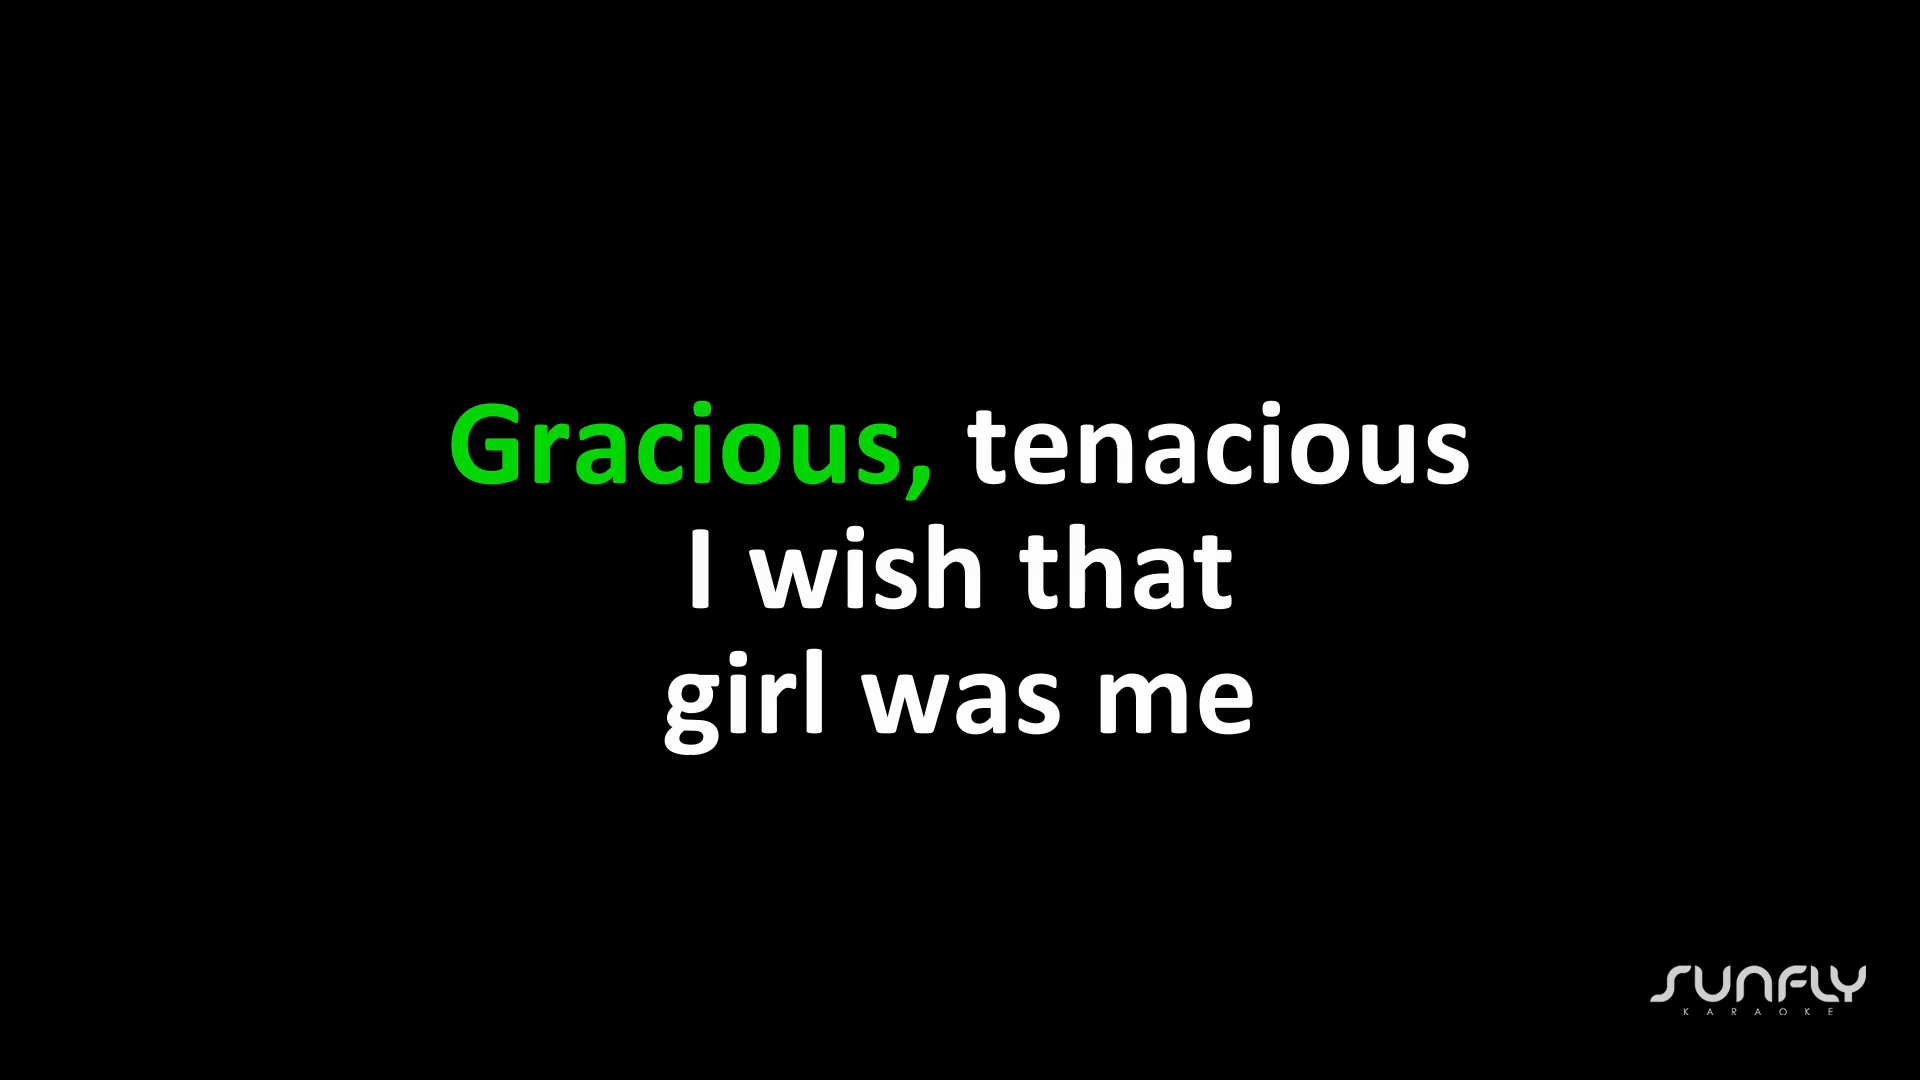 Gracious, tenacious
I wish that
girl was me
SUNFLY
KARAOKE